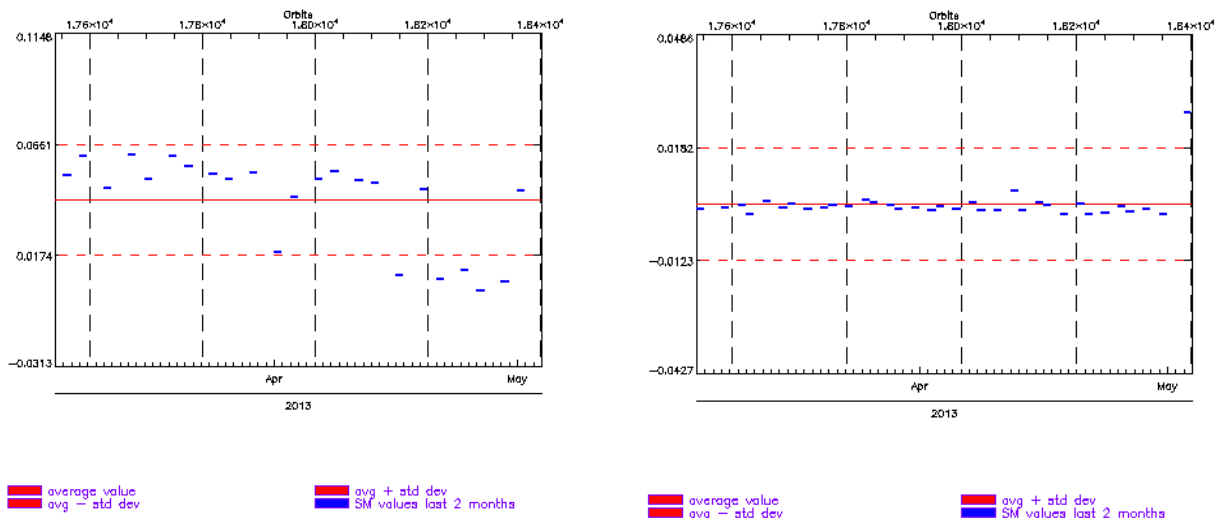 Orbits
1.76×10⁴ 1.78×10⁴ 1.80×10⁴ 1.82×10⁴ 1.84×10⁴
0.1148
0.0661
0.0174
−0.0313
Apr May
2013
average value avg + std dev
avg − std dev SM values last 2 months
Orbits
1.76×10⁴ 1.78×10⁴ 1.80×10⁴ 1.82×10⁴ 1.84×10⁴
0.0486
0.0182
−0.0123
−0.0427
Apr May
2013
average value avg + std dev
avg − std dev SM values last 2 months